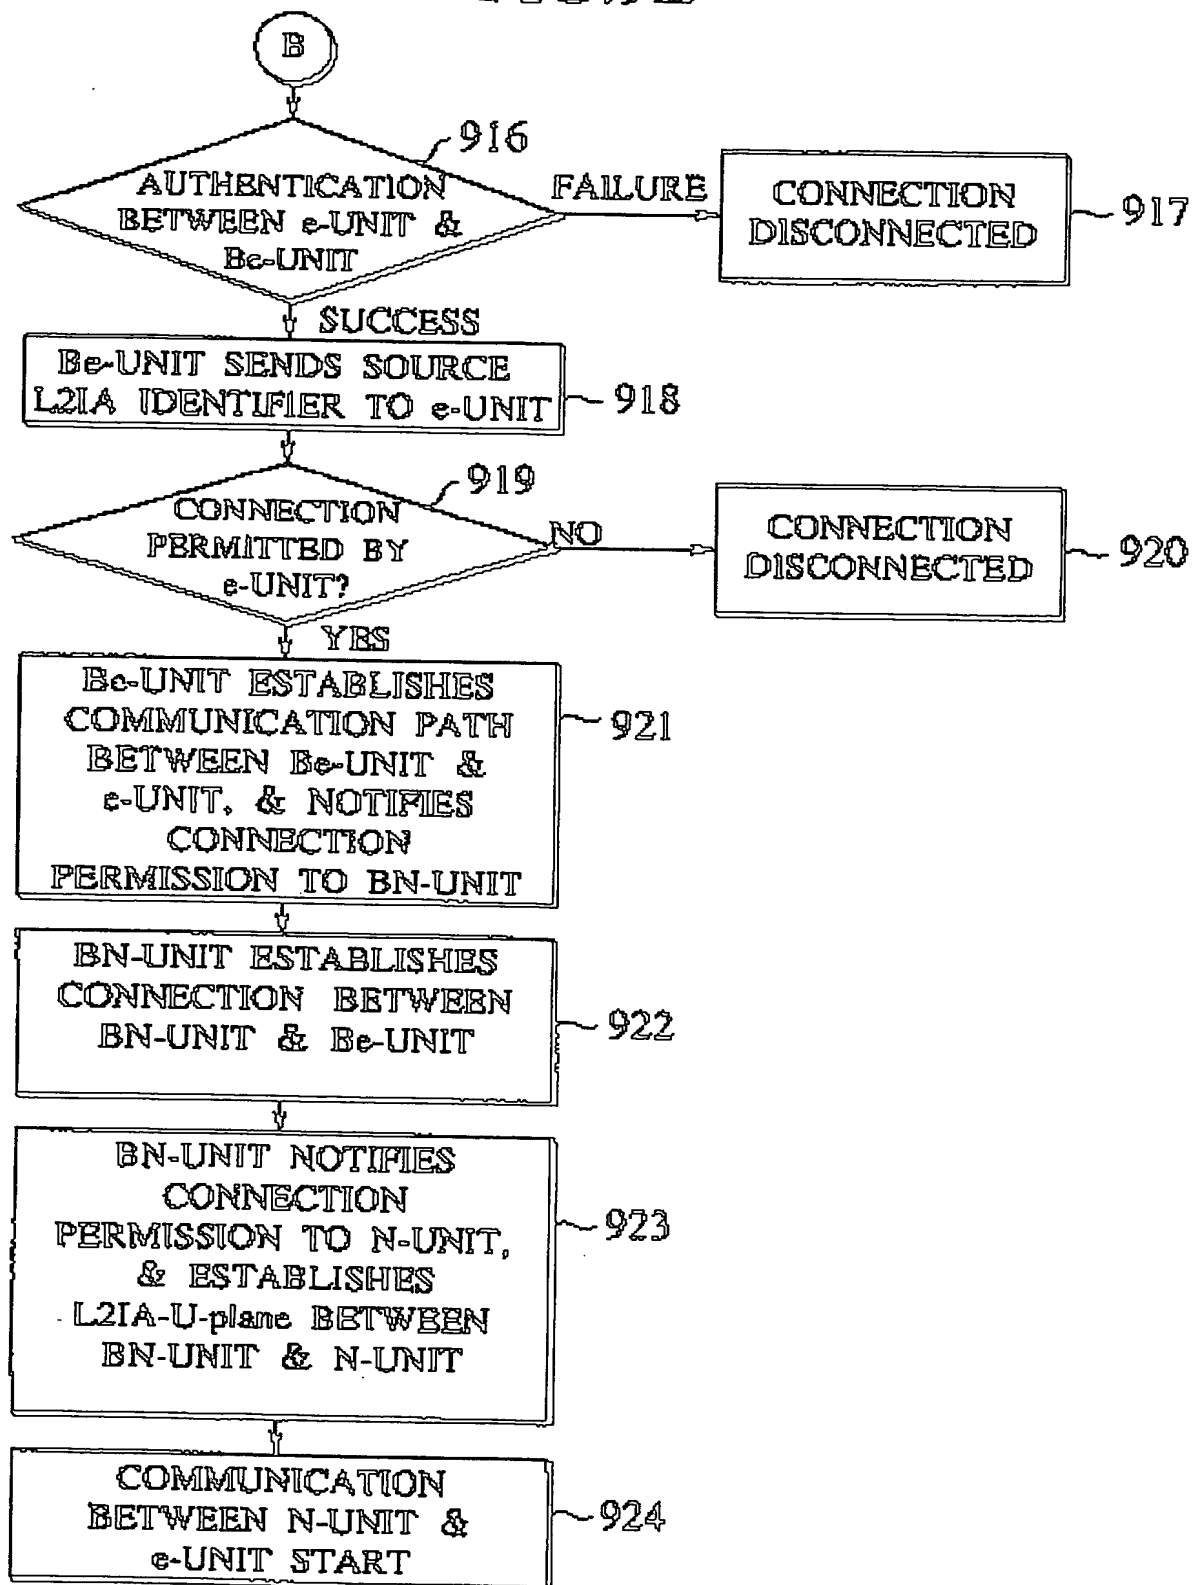 B
916
AUTHENTICATION
BETWEEN e-UNIT &
Be-UNIT
FAILURE
CONNECTION
DISCONNECTED
917
SUCCESS
Be-UNIT SENDS SOURCE
L2IA IDENTIFIER TO e-UNIT
918
919
CONNECTION
PERMITTED BY
e-UNIT?
NO
CONNECTION
DISCONNECTED
920
YES
Be-UNIT ESTABLISHES
COMMUNICATION PATH
BETWEEN Be-UNIT &
e-UNIT, & NOTIFIES
CONNECTION
PERMISSION TO BN-UNIT
921
BN-UNIT ESTABLISHES
CONNECTION BETWEEN
BN-UNIT & Be-UNIT
922
BN-UNIT NOTIFIES
CONNECTION
PERMISSION TO N-UNIT,
& ESTABLISHES
L2IA-U-plane BETWEEN
BN-UNIT & N-UNIT
923
COMMUNICATION
BETWEEN N-UNIT &
e-UNIT START
924